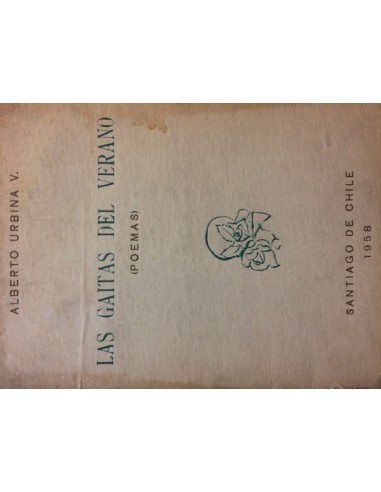 ALBERTO URBINA V.
LAS GAITAS DEL VERANO
(POEMAS)
SANTIAGO DE CHILE
1958